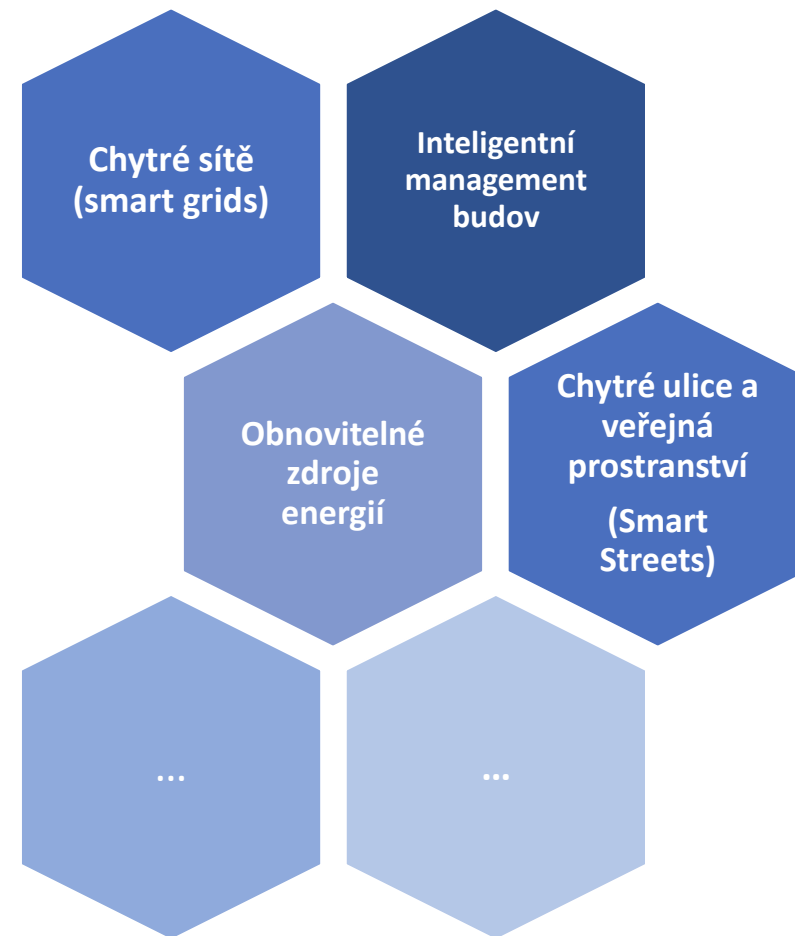 Chytré sítě
(smart grids)
Inteligentní
management
budov
Obnovitelné
zdroje
energií
Chytré ulice a
veřejná
prostranství
(Smart
Streets)
...
...